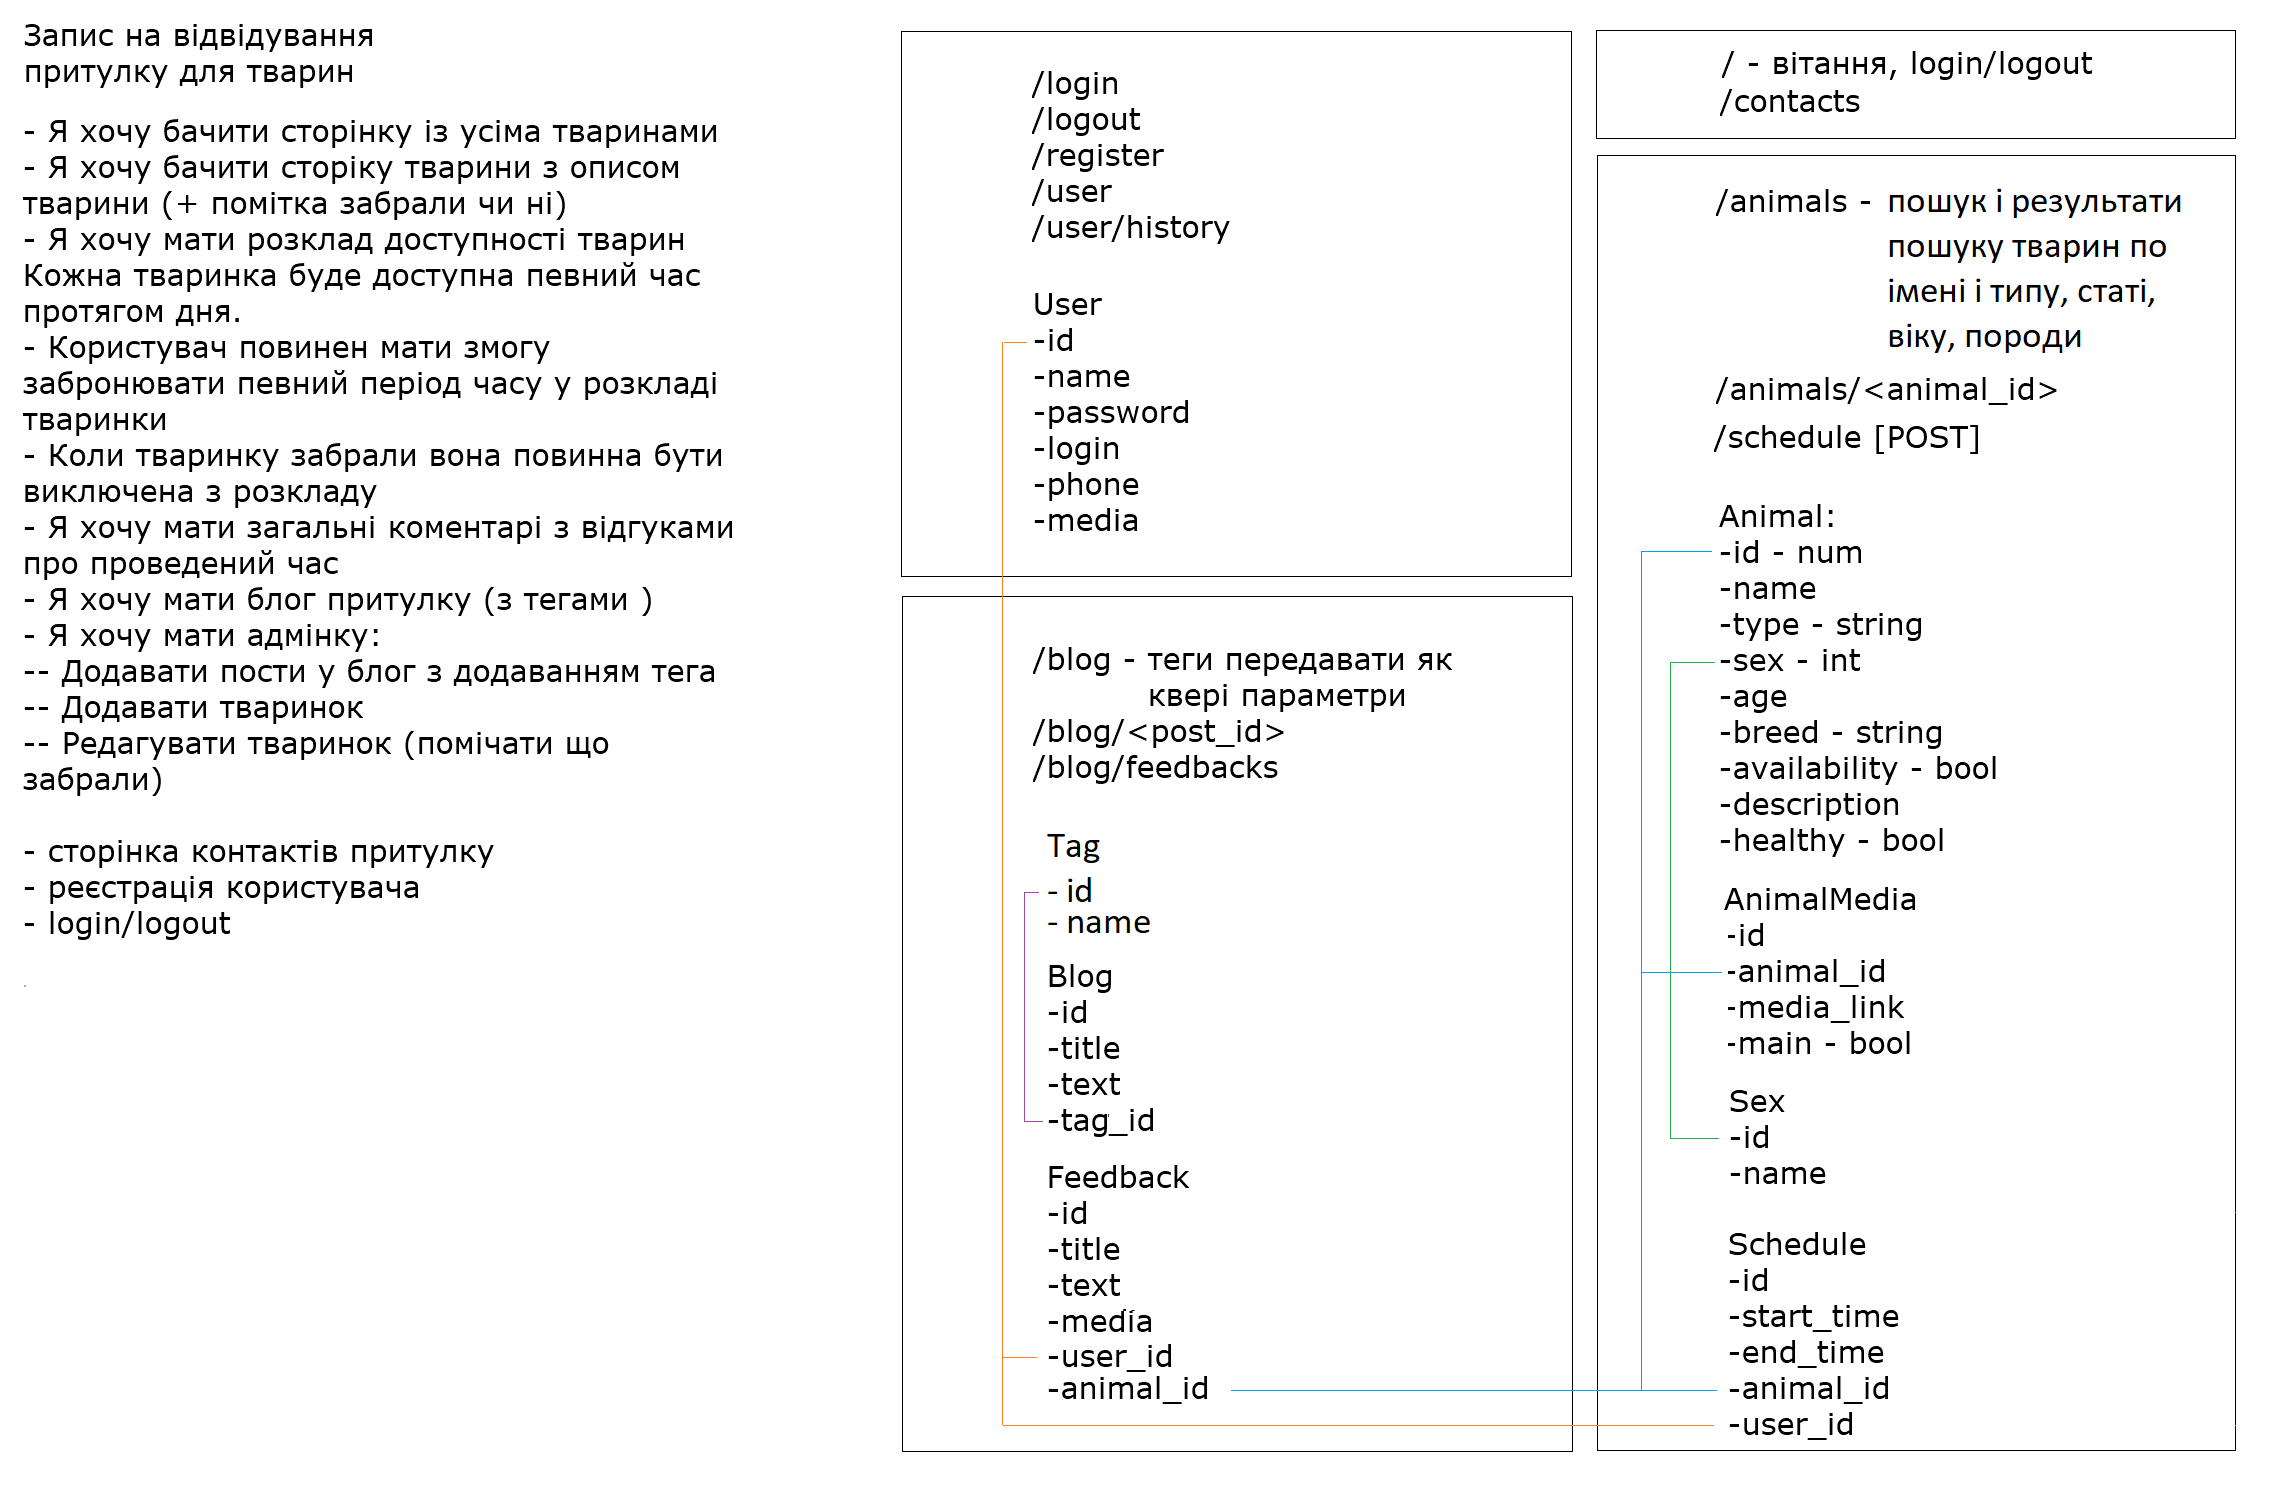 Запис на відвідування
притулку для тварин
- Я хочу бачити сторінку із усіма тваринами
- Я хочу бачити сторіку тварини з описом
тварини (+ помітка забрали чи ні)
- Я хочу мати розклад доступності тварин
Кожна тваринка буде доступна певний час
протягом дня.
- Користувач повинен мати змогу
забронювати певний період часу у розкладі
тваринки
- Коли тваринку забрали вона повинна бути
виключена з розкладу
- Я хочу мати загальні коментарі з відгуками
про проведений час
- Я хочу мати блог притулку (з тегами )
- Я хочу мати адмінку:
-- Додавати пости у блог з додаванням тега
-- Додавати тваринок
-- Редагувати тваринок (помічати що
забрали)
- сторінка контактів притулку
- реєстрація користувача
- login/logout
/login
/logout
/register
/user
/user/history
User
-id
-name
-password
-login
-phone
-media
/blog - теги передавати як
квері параметри
/blog/<post_id>
/blog/feedbacks
Tag
- id
- name
Blog
-id
-title
-text
-tag_id
Feedback
-id
-title
-text
-media
-user_id
-animal_id
/ - вітання, login/logout
/contacts
/animals - пошук і результати
пошуку тварин по
імені і типу, статі,
віку, породи
/animals/<animal_id>
/schedule [POST]
Animal:
-id - num
-name
-type - string
-sex - int
-age
-breed - string
-availability - bool
-description
-healthy - bool
AnimalMedia
-id
-animal_id
-media_link
-main - bool
Sex
-id
-name
Schedule
-id
-start_time
-end_time
-animal_id
-user_id